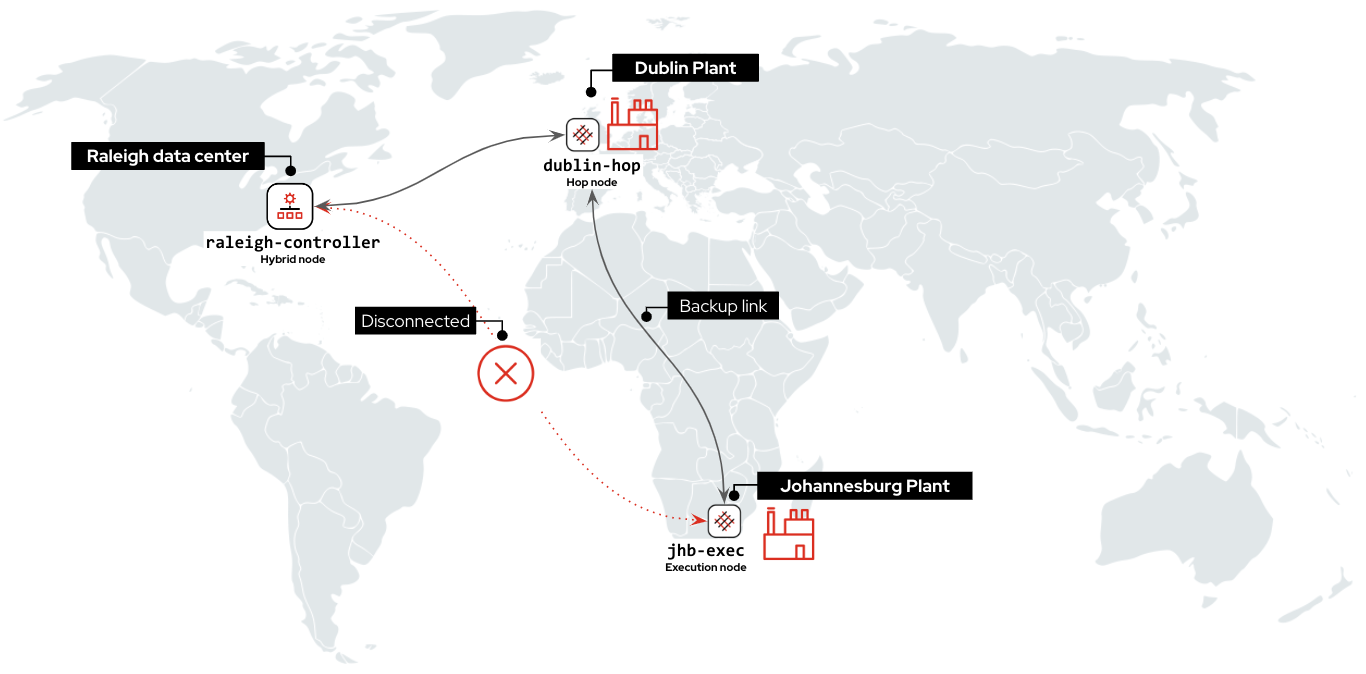 Dublin Plant
dublin-hop
Hop node
Raleigh data center
raleigh-controller
Hybrid node
Backup link
Disconnected
Johannesburg Plant
jhb-exec
Execution node